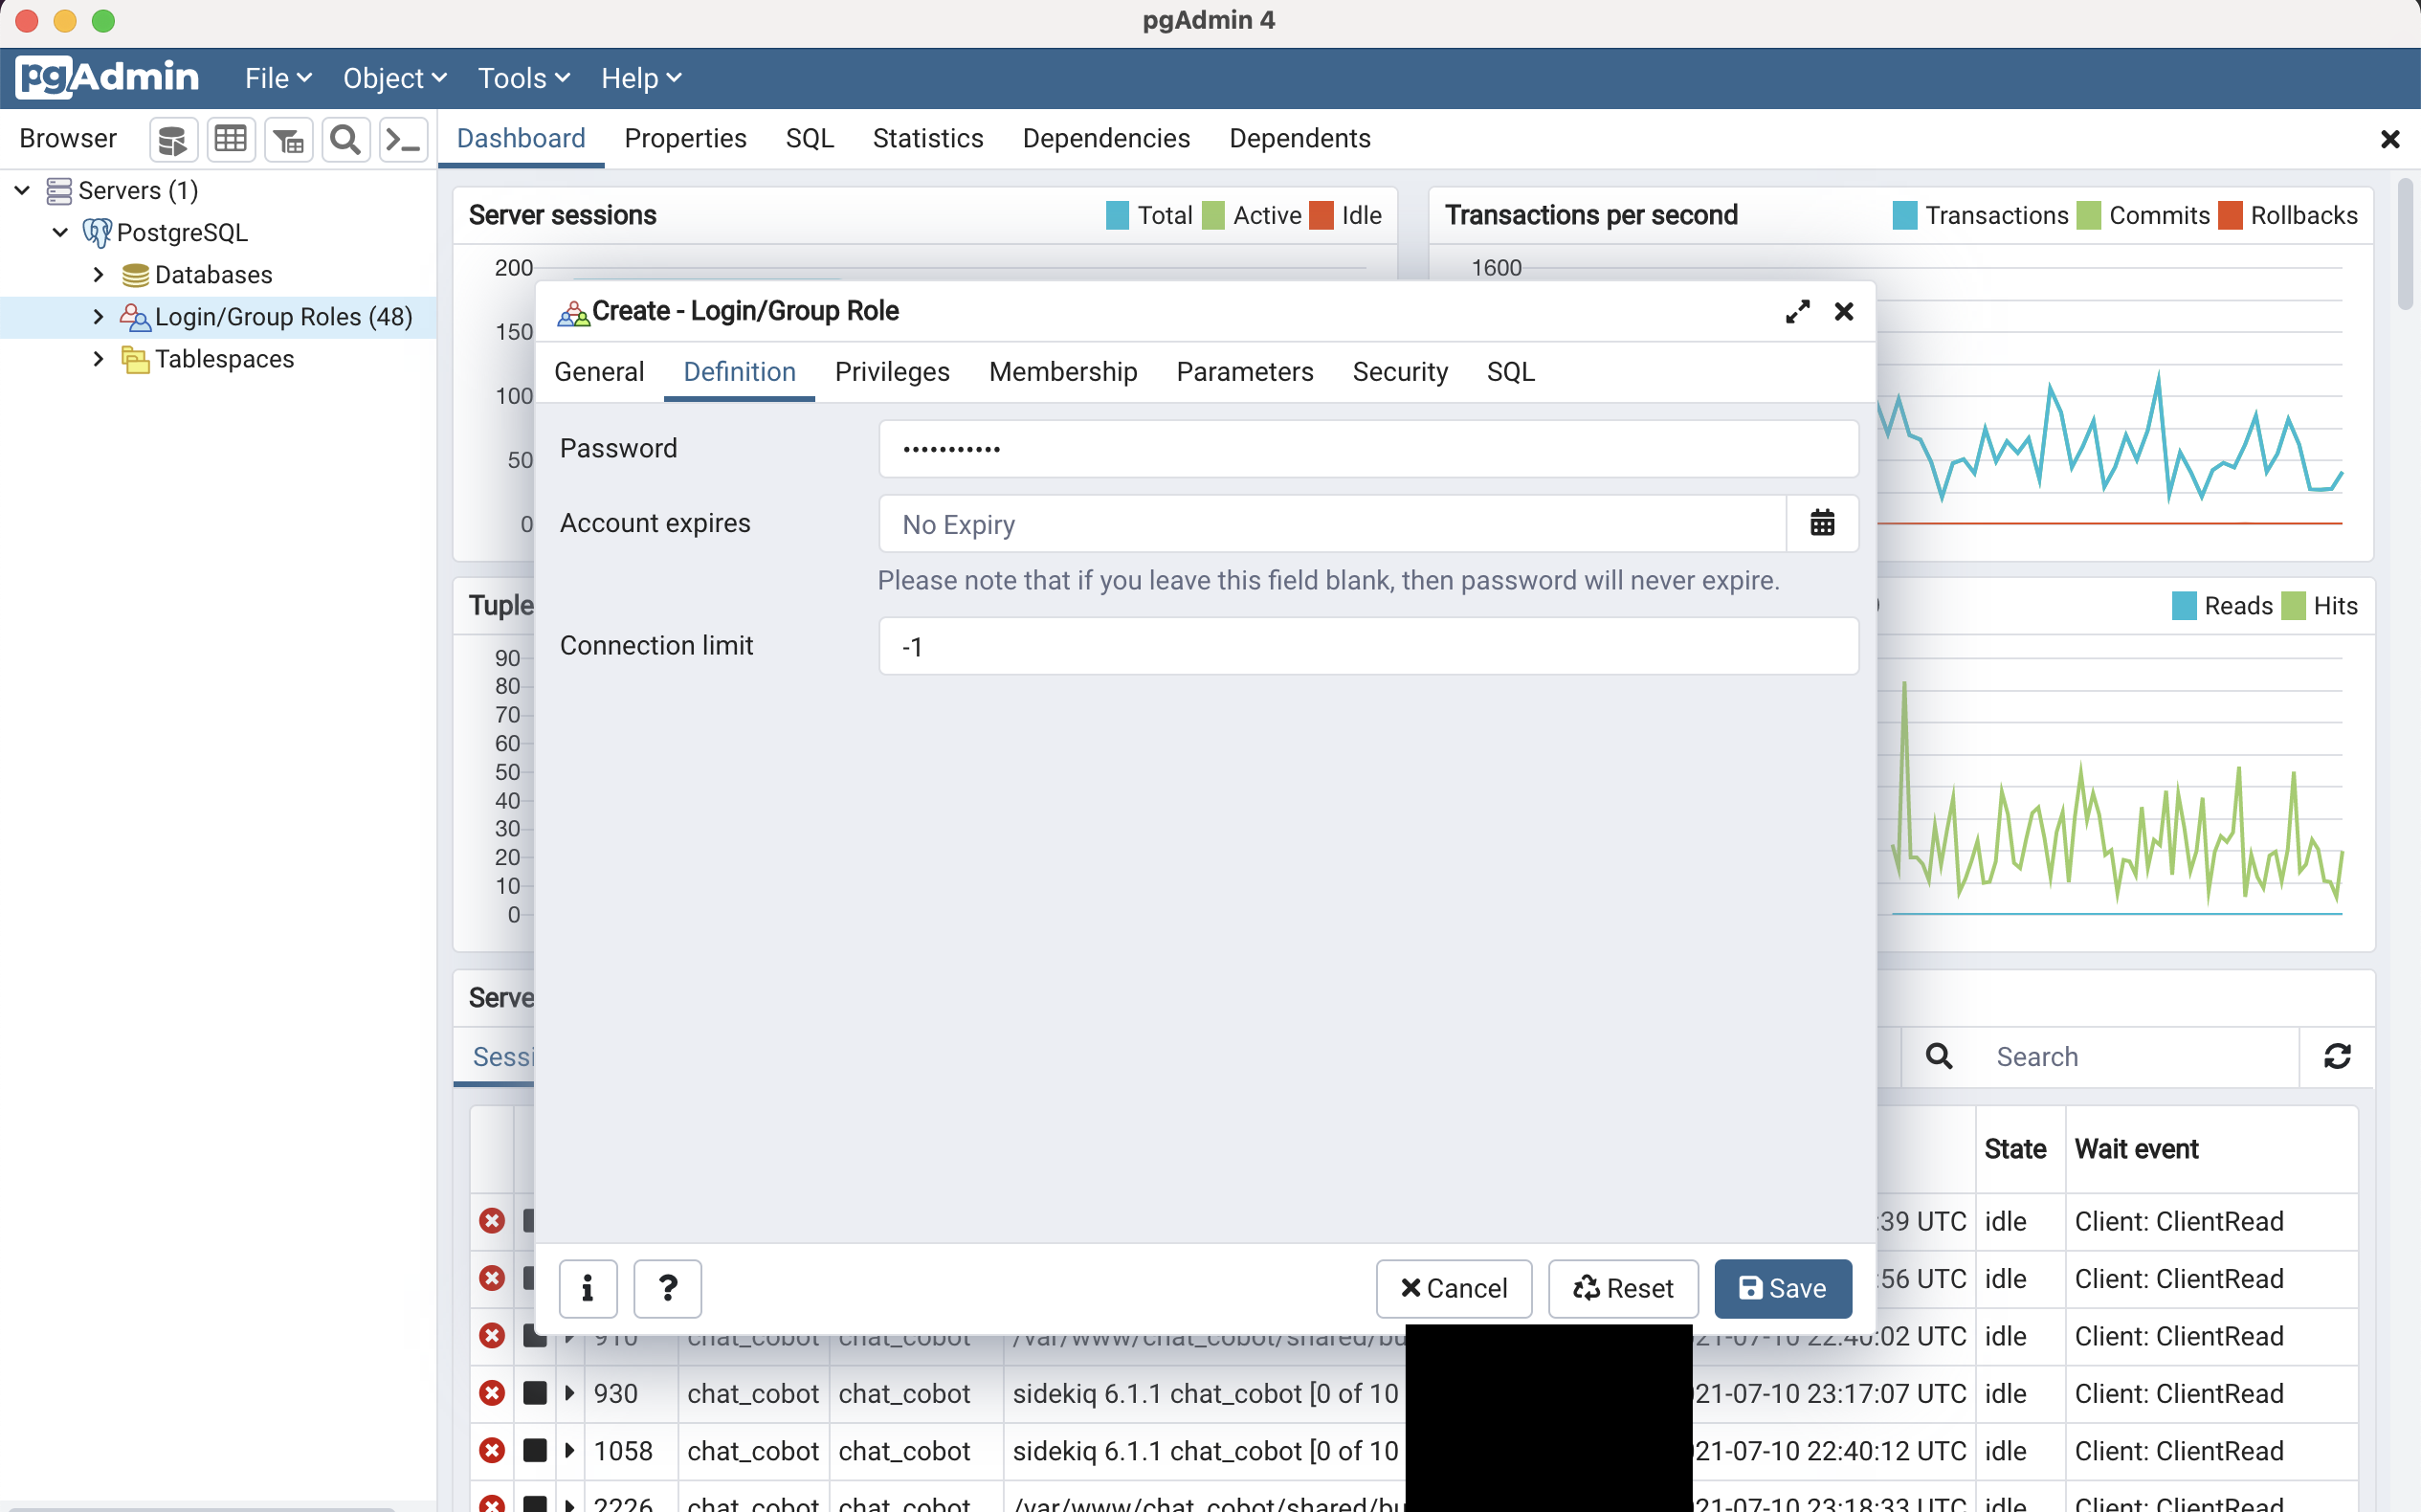 pgAdmin 4
pgAdmin File Object Tools Help
Browser Dashboard Properties SQL Statistics Dependencies Dependents
Servers (1)
PostgreSQL
Databases
Login/Group Roles (48)
Tablespaces
Server sessions Total Active Idle
200
150
100
50
0
Transactions per second Transactions Commits Rollbacks
1600
Create - Login/Group Role
General Definition Privileges Membership Parameters Security SQL
Password •••••••••••
Account expires No Expiry
Please note that if you leave this field blank, then password will never expire.
Connection limit -1
i ? Cancel Reset Save
Tuple
90
80
70
60
50
40
30
20
10
0
Reads Hits
Serve
Sessi Search
State Wait event
:39 UTC idle Client: ClientRead
:56 UTC idle Client: ClientRead
910 chat_cobot chat_cobot /var/www/chat_cobot/shared/bu 21-07-10 22:40:02 UTC idle Client: ClientRead
930 chat_cobot chat_cobot sidekiq 6.1.1 chat_cobot [0 of 10 21-07-10 23:17:07 UTC idle Client: ClientRead
1058 chat_cobot chat_cobot sidekiq 6.1.1 chat_cobot [0 of 10 21-07-10 22:40:12 UTC idle Client: ClientRead
2226 chat_cobot chat_cobot /var/www/chat_cobot/shared/bu 21-07-10 23:18:33 UTC idle Client: ClientRead